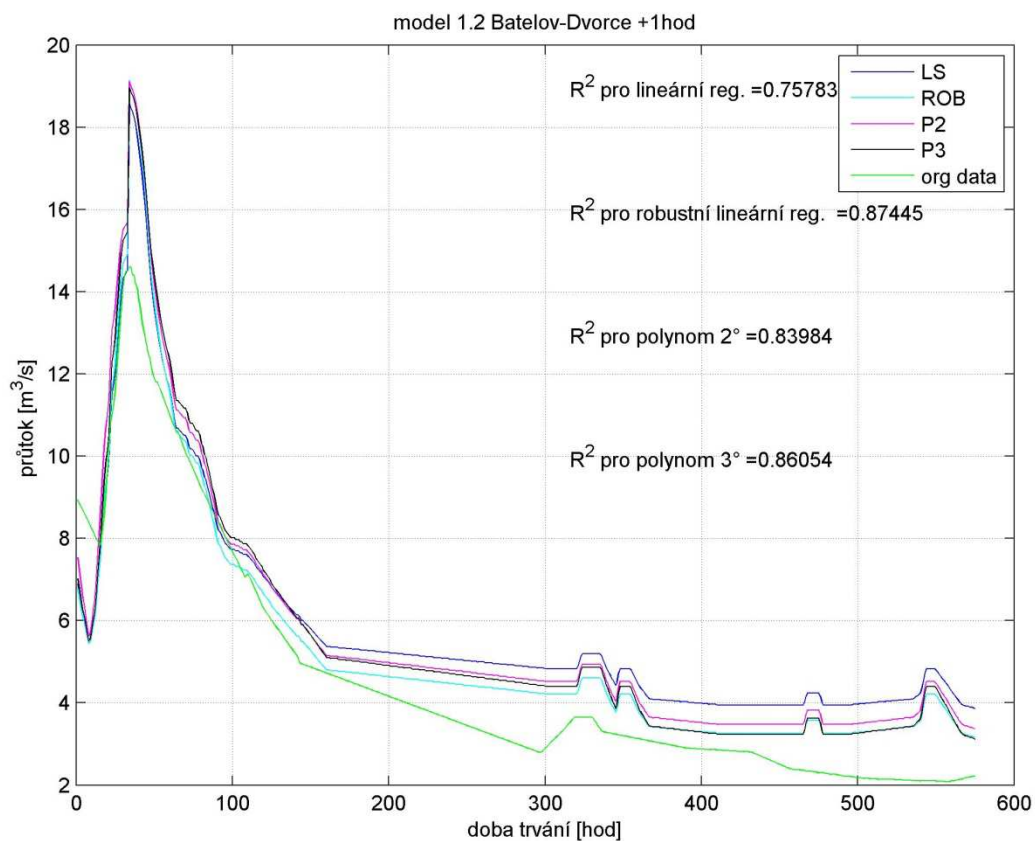 model 1.2 Batelov-Dvorce +1hod
20
18
16
14
12
10
8
6
4
2
průtok [m³/s]
R² pro lineární reg. =0.75783
R² pro robustní lineární reg.  =0.87445
R² pro polynom 2° =0.83984
R² pro polynom 3° =0.86054
LS
ROB
P2
P3
org data
0
100
200
300
400
500
600
doba trvání [hod]